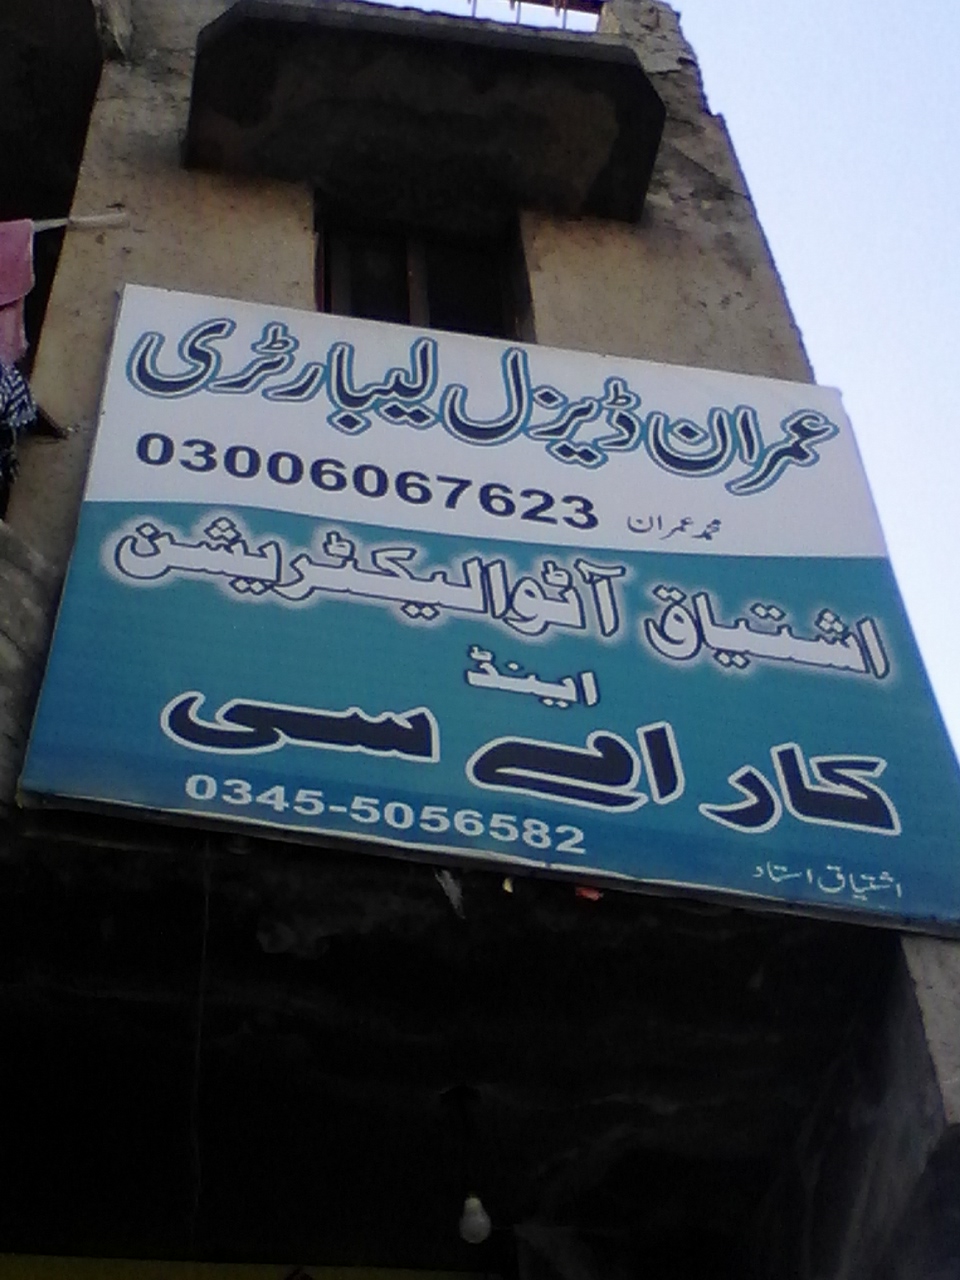 عمران ڈیزل لیبارٹری
محمد عمران 03006067623
اشتیاق آٹو الیکٹریشن
اینڈ
کار اے سی
0345-5056582
اشتیاق استاد